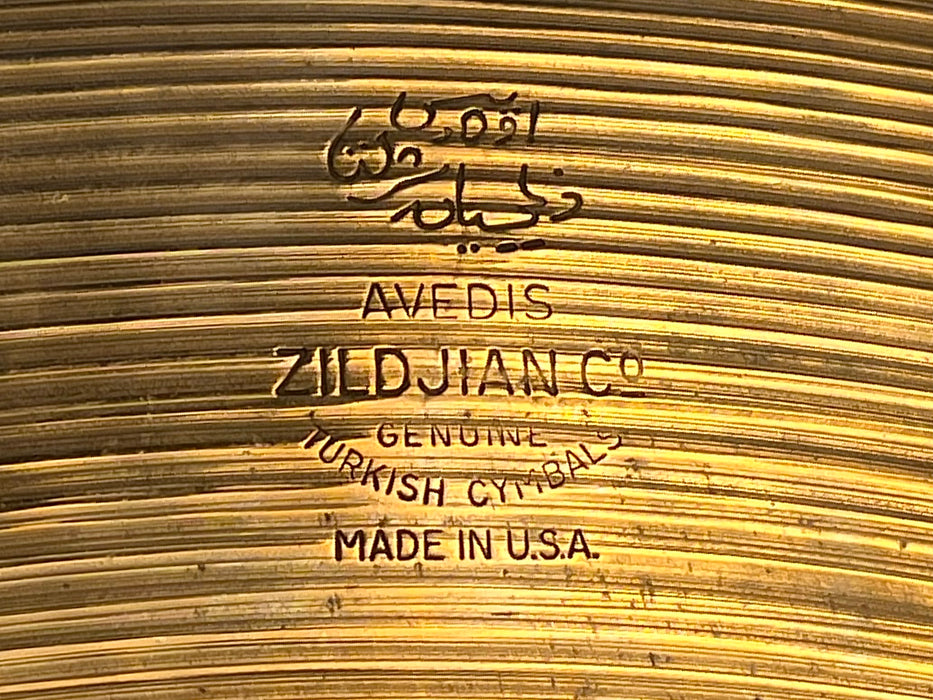 AVEDIS
ZILDJIAN Co
GENUINE
TURKISH CYMBALS
MADE IN U.S.A.